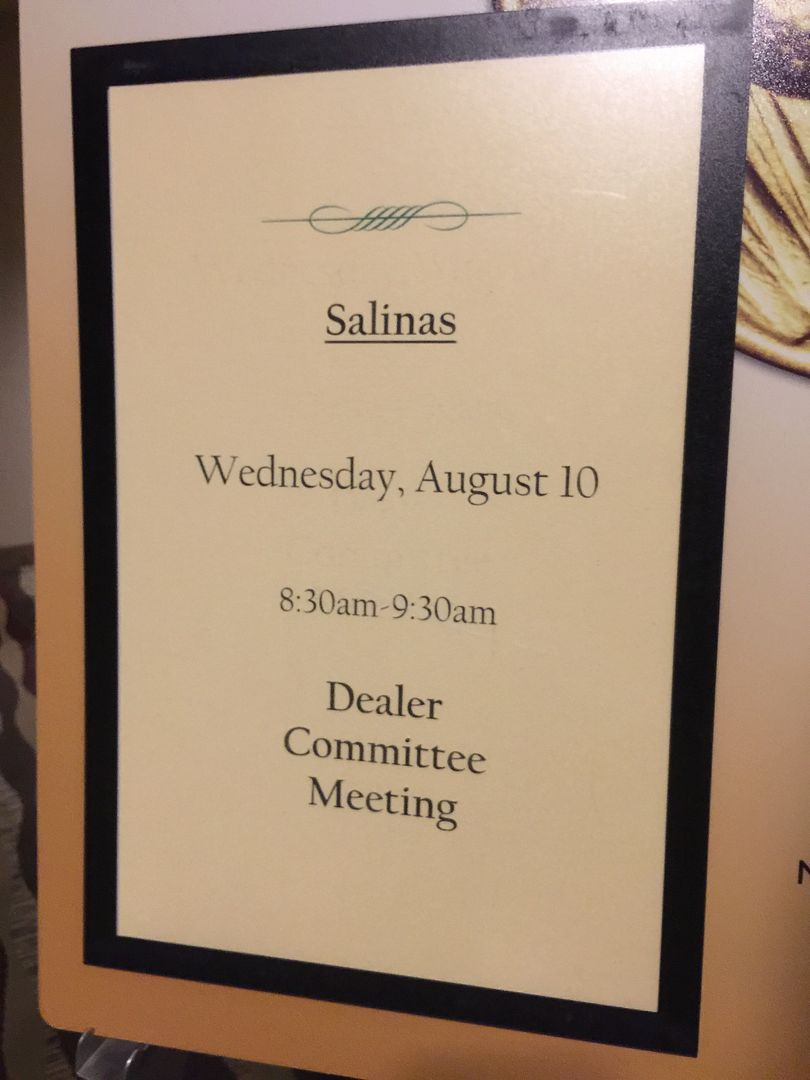 Salinas
Wednesday, August 10
8:30am-9:30am
Dealer
Committee
Meeting